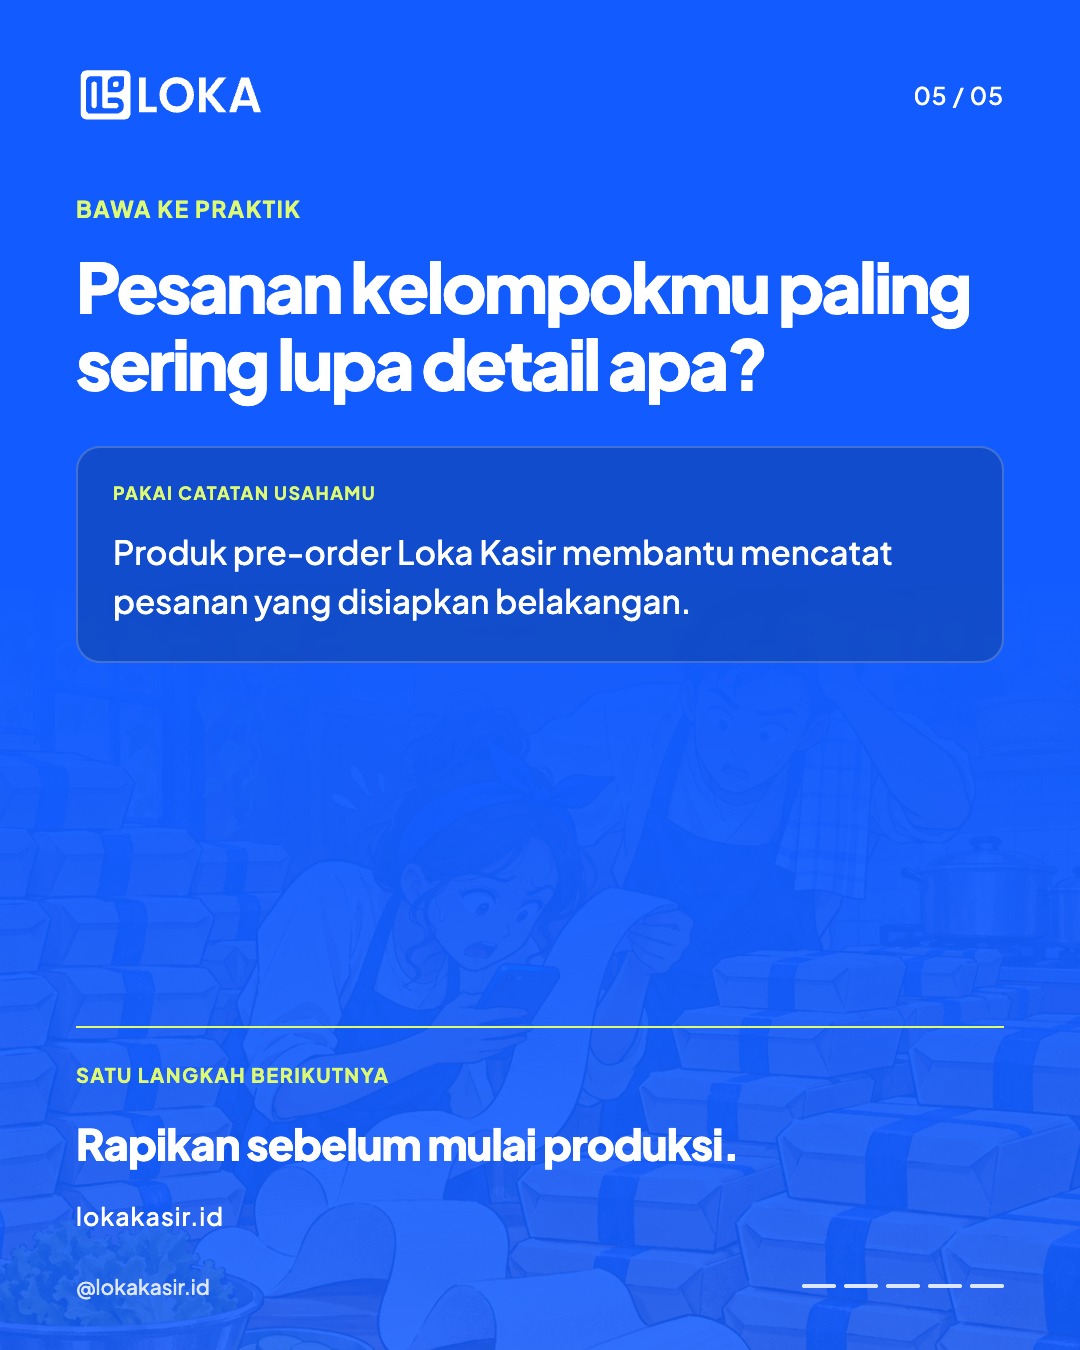 LOKA
05 / 05
BAWA KE PRAKTIK
Pesanan kelompokmu paling
sering lupa detail apa?
PAKAI CATATAN USAHAMU
Produk pre-order Loka Kasir membantu mencatat
pesanan yang disiapkan belakangan.
SATU LANGKAH BERIKUTNYA
Rapikan sebelum mulai produksi.
lokakasir.id
@lokakasir.id